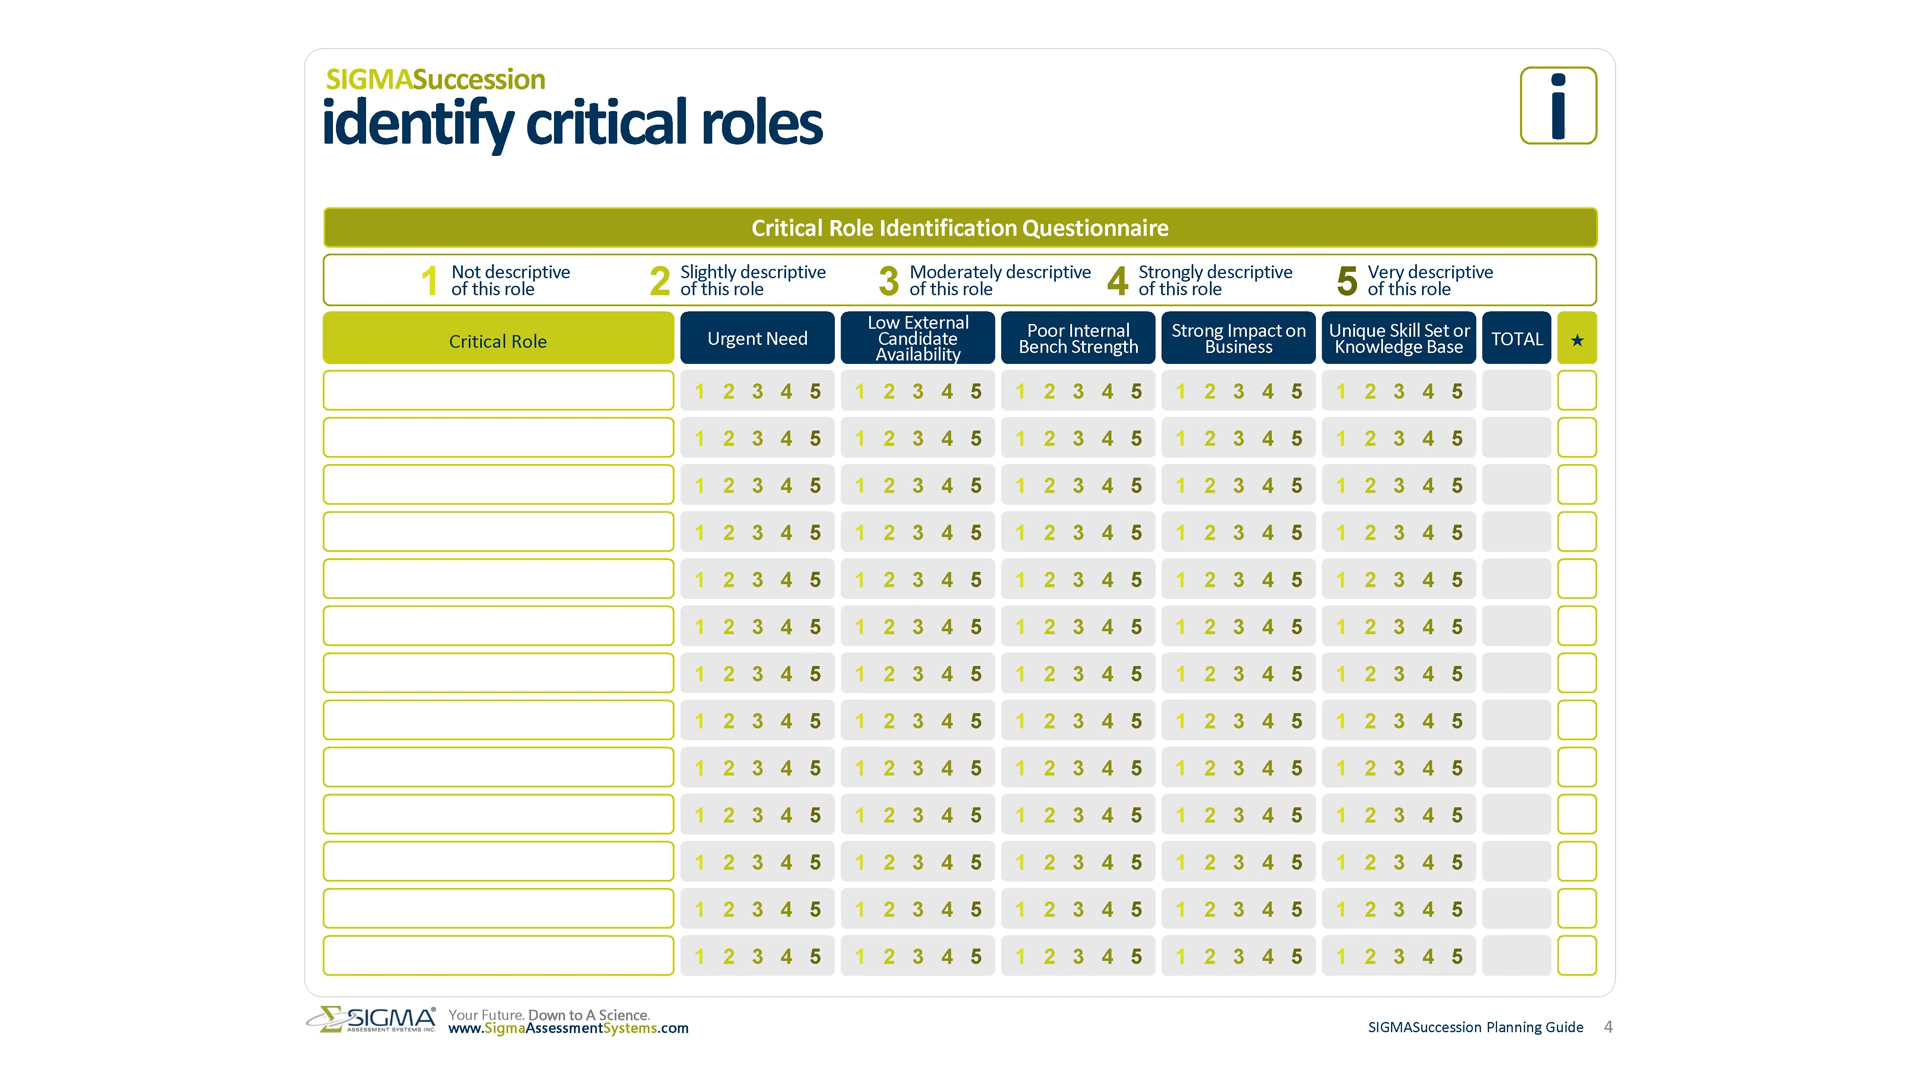 SIGMASuccession
identify critical roles
i
Critical Role Identification Questionnaire
1 Not descriptive of this role
2 Slightly descriptive of this role
3 Moderately descriptive of this role
4 Strongly descriptive of this role
5 Very descriptive of this role
Critical Role Urgent Need Low External Candidate Availability Poor Internal Bench Strength Strong Impact on Business Unique Skill Set or Knowledge Base TOTAL ★
1 2 3 4 5 1 2 3 4 5 1 2 3 4 5 1 2 3 4 5 1 2 3 4 5
1 2 3 4 5 1 2 3 4 5 1 2 3 4 5 1 2 3 4 5 1 2 3 4 5
1 2 3 4 5 1 2 3 4 5 1 2 3 4 5 1 2 3 4 5 1 2 3 4 5
1 2 3 4 5 1 2 3 4 5 1 2 3 4 5 1 2 3 4 5 1 2 3 4 5
1 2 3 4 5 1 2 3 4 5 1 2 3 4 5 1 2 3 4 5 1 2 3 4 5
1 2 3 4 5 1 2 3 4 5 1 2 3 4 5 1 2 3 4 5 1 2 3 4 5
1 2 3 4 5 1 2 3 4 5 1 2 3 4 5 1 2 3 4 5 1 2 3 4 5
1 2 3 4 5 1 2 3 4 5 1 2 3 4 5 1 2 3 4 5 1 2 3 4 5
1 2 3 4 5 1 2 3 4 5 1 2 3 4 5 1 2 3 4 5 1 2 3 4 5
1 2 3 4 5 1 2 3 4 5 1 2 3 4 5 1 2 3 4 5 1 2 3 4 5
1 2 3 4 5 1 2 3 4 5 1 2 3 4 5 1 2 3 4 5 1 2 3 4 5
1 2 3 4 5 1 2 3 4 5 1 2 3 4 5 1 2 3 4 5 1 2 3 4 5
1 2 3 4 5 1 2 3 4 5 1 2 3 4 5 1 2 3 4 5 1 2 3 4 5
SIGMA®
ASSESSMENT SYSTEMS INC.
Your Future. Down to A Science.
www.SigmaAssessmentSystems.com
SIGMASuccession Planning Guide 4